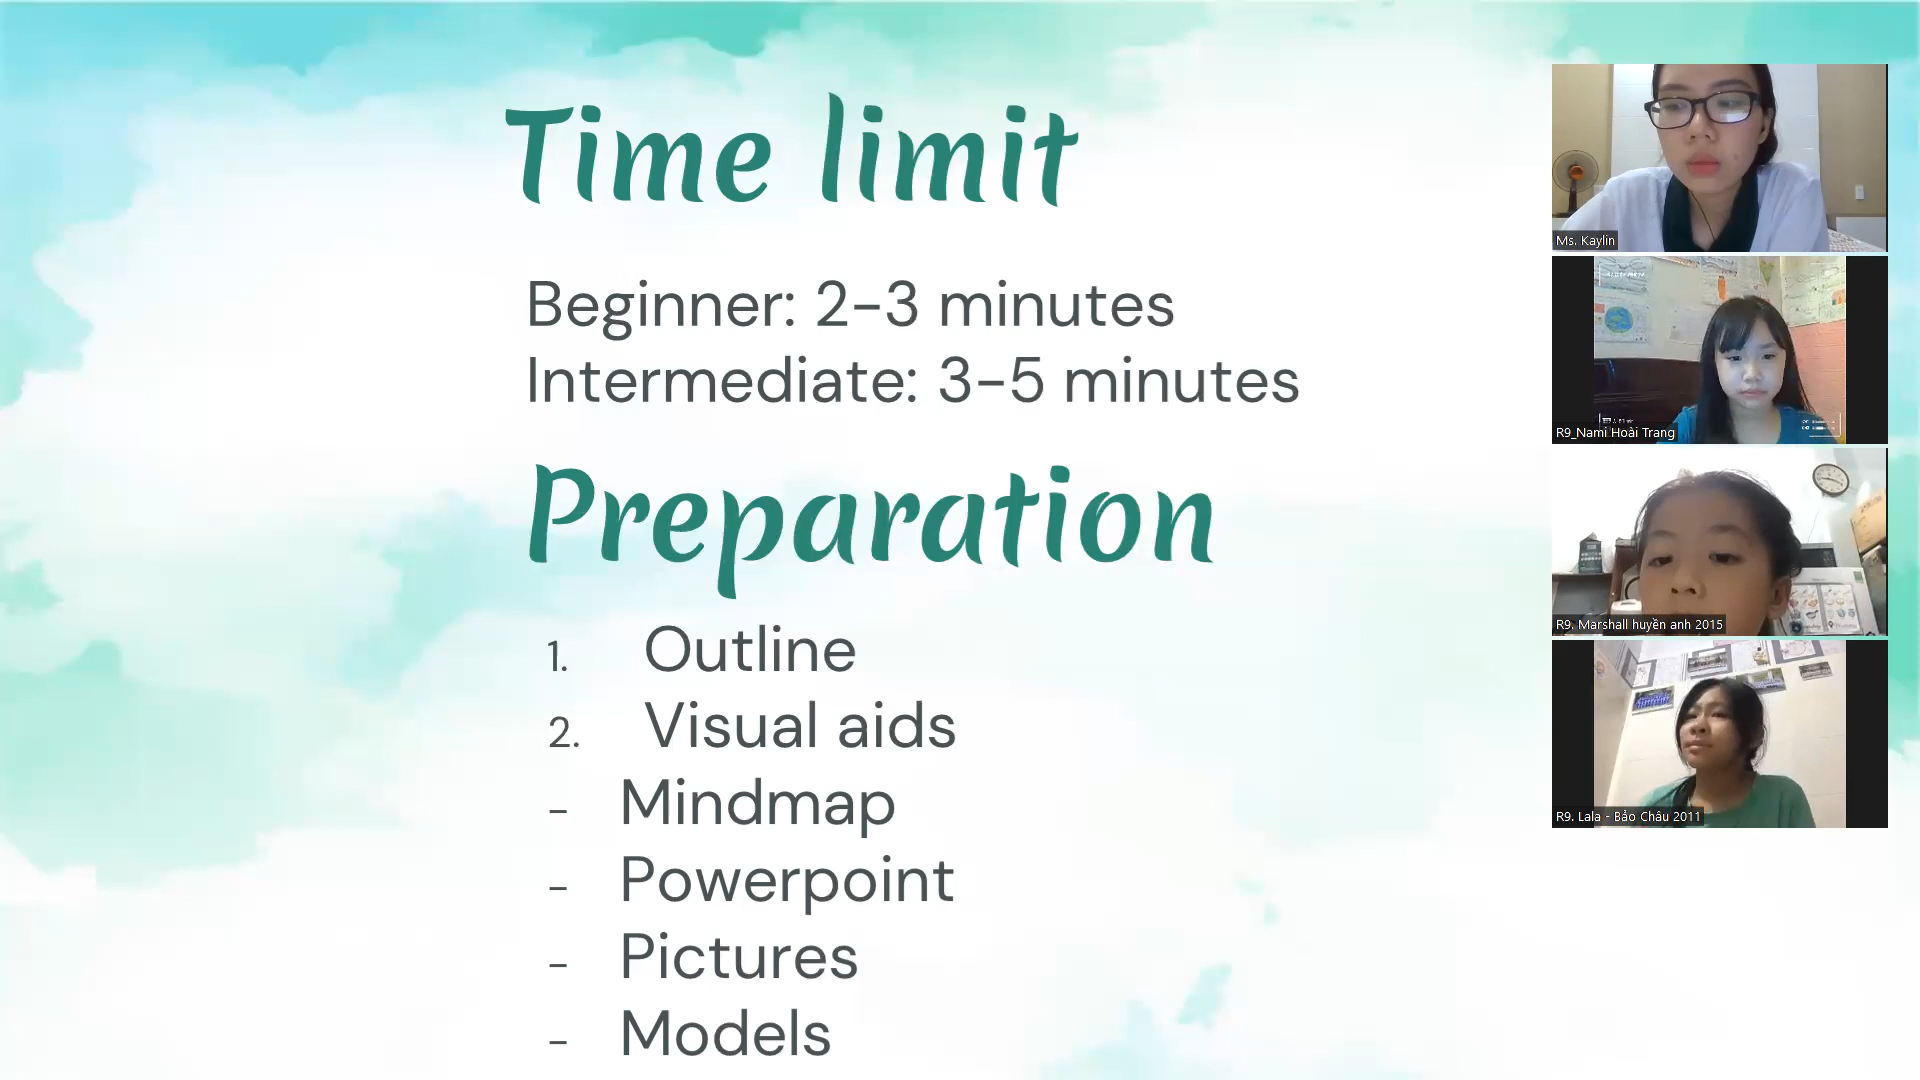 Time limit
Beginner: 2–3 minutes
Intermediate: 3–5 minutes
Preparation
1. Outline
2. Visual aids
– Mindmap
– Powerpoint
– Pictures
– Models
Ms. Kaylin
R9_Nami Hoài Trang
R9. Marshall huyền anh 2015
R9. Lala - Bảo Châu 2011